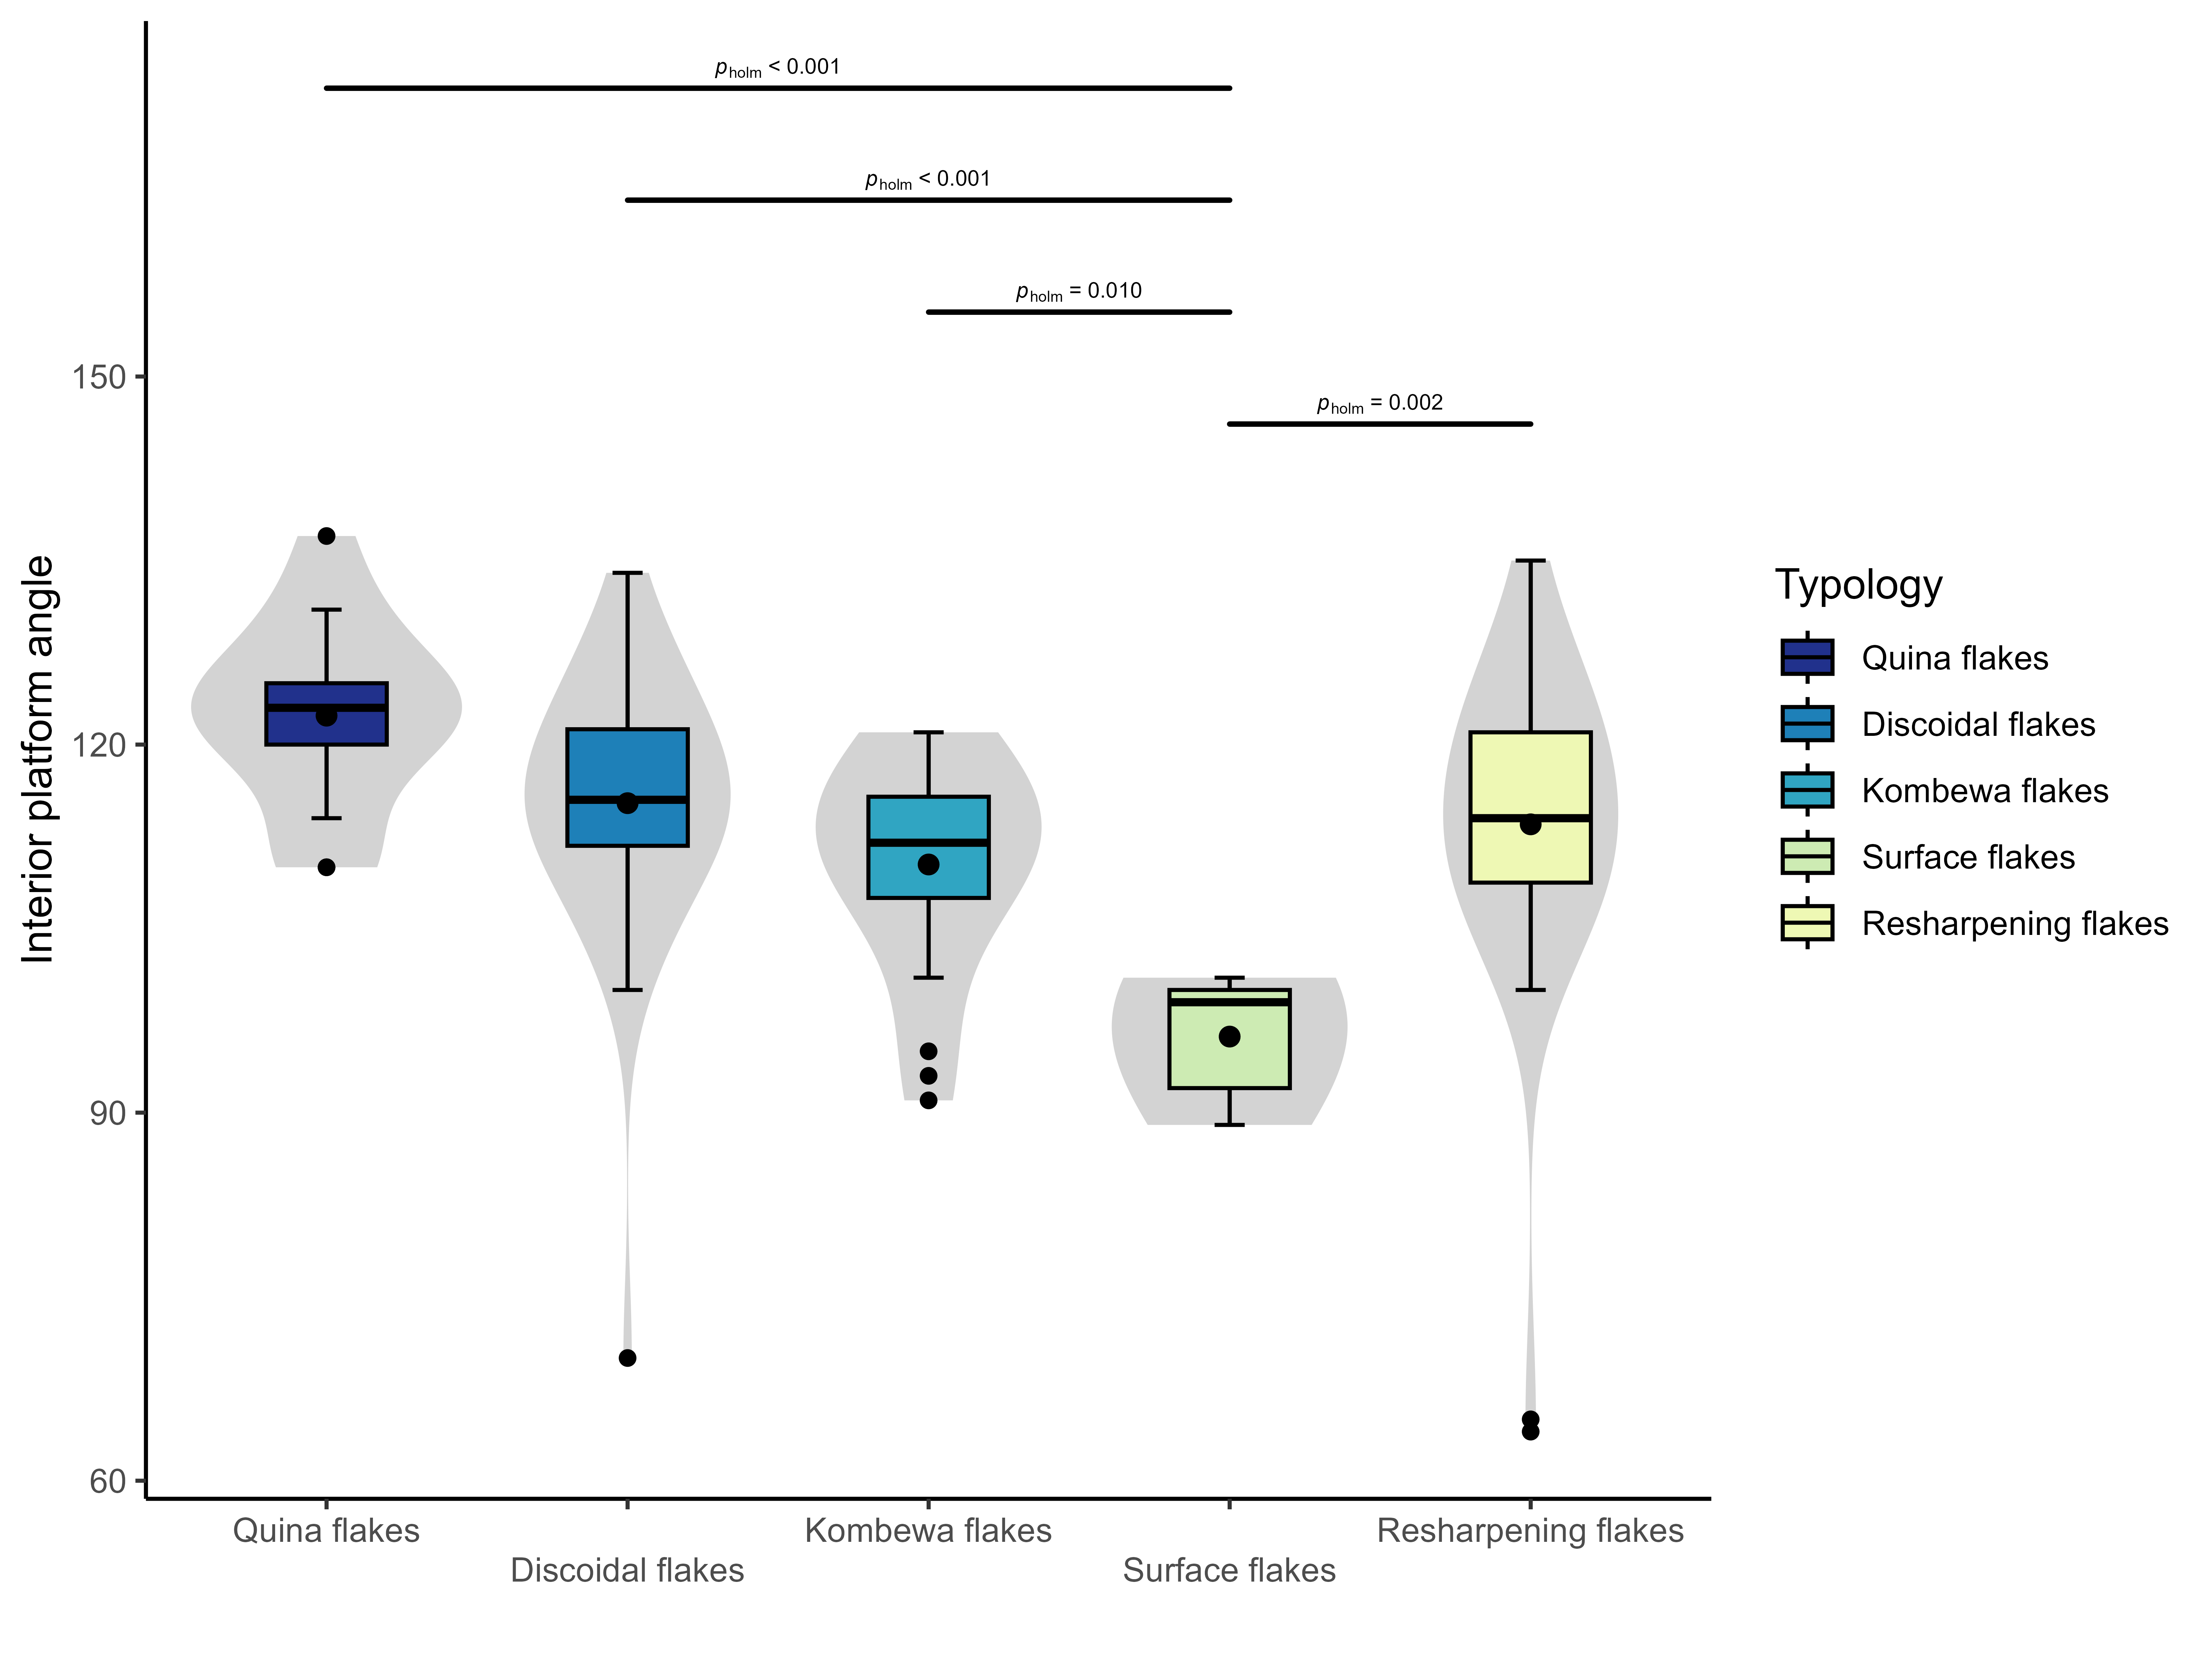 pholm < 0.001
pholm < 0.001
pholm = 0.010
pholm = 0.002
150
120
90
60
Interior platform angle
Quina flakes
Discoidal flakes
Kombewa flakes
Surface flakes
Resharpening flakes
Typology
Quina flakes
Discoidal flakes
Kombewa flakes
Surface flakes
Resharpening flakes